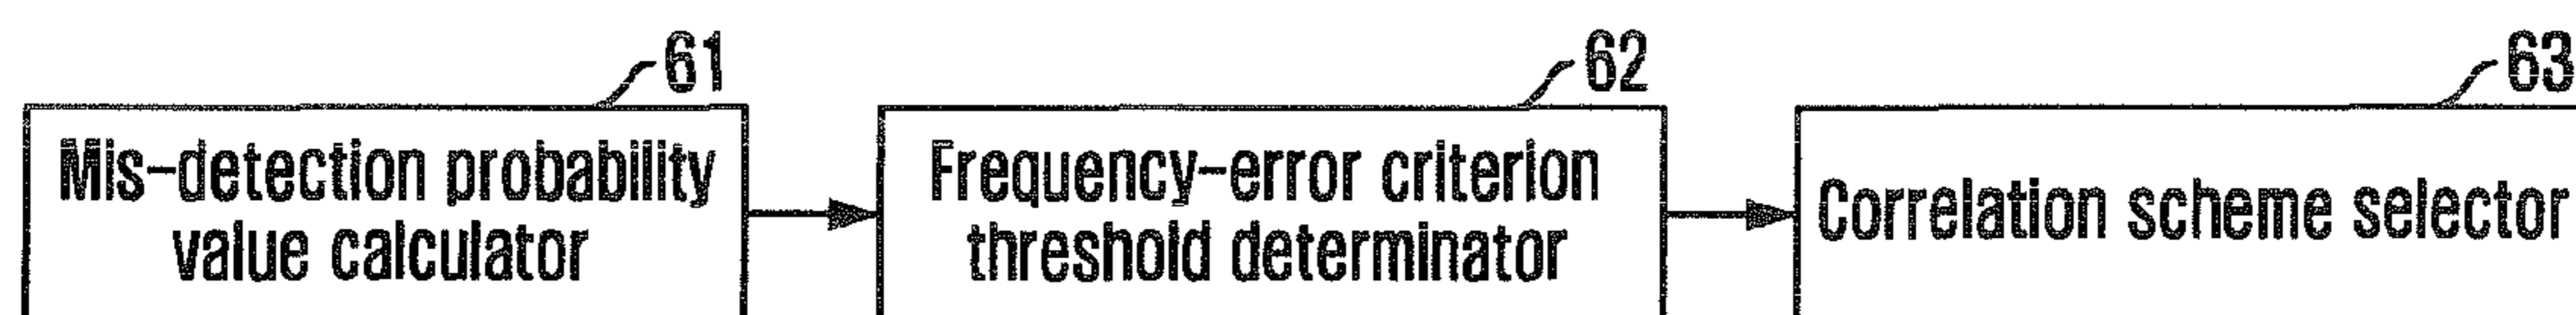 61
62
63
Mis-detection probability
value calculator
Frequency-error criterion
threshold determinator
Correlation scheme selector